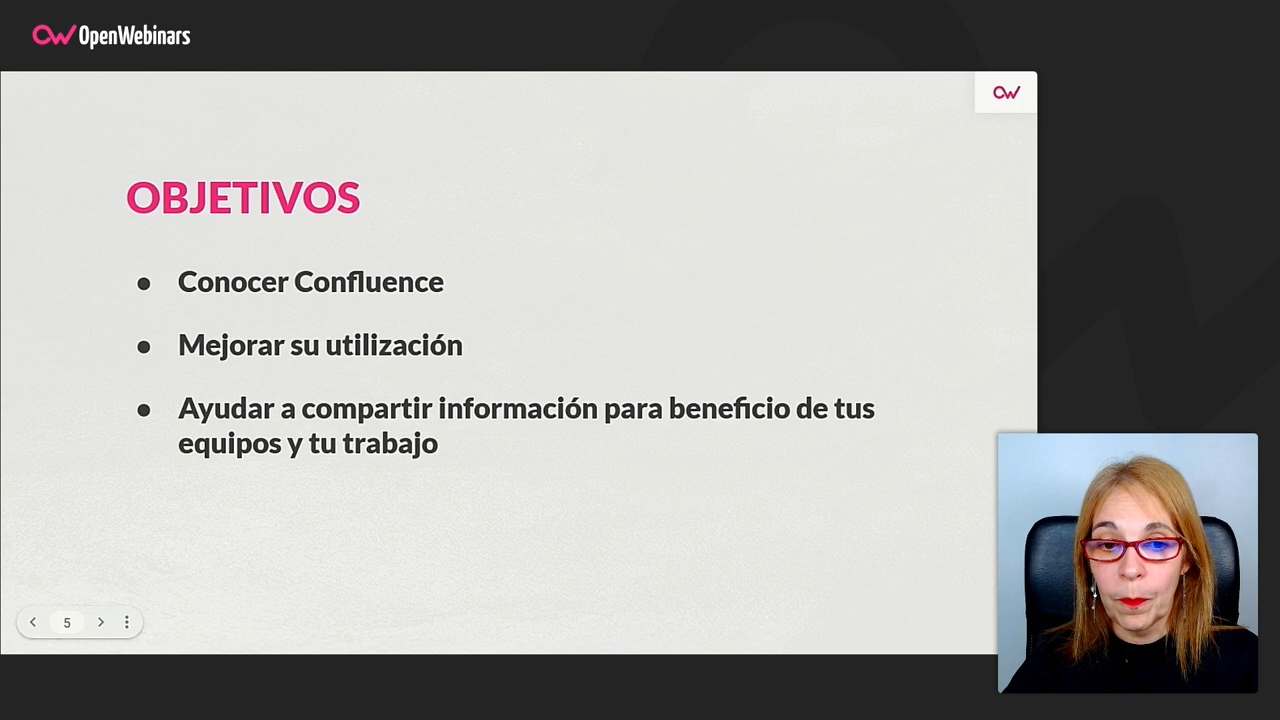 OpenWebinars
OBJETIVOS
● Conocer Confluence
● Mejorar su utilización
● Ayudar a compartir información para beneficio de tus
equipos y tu trabajo
5